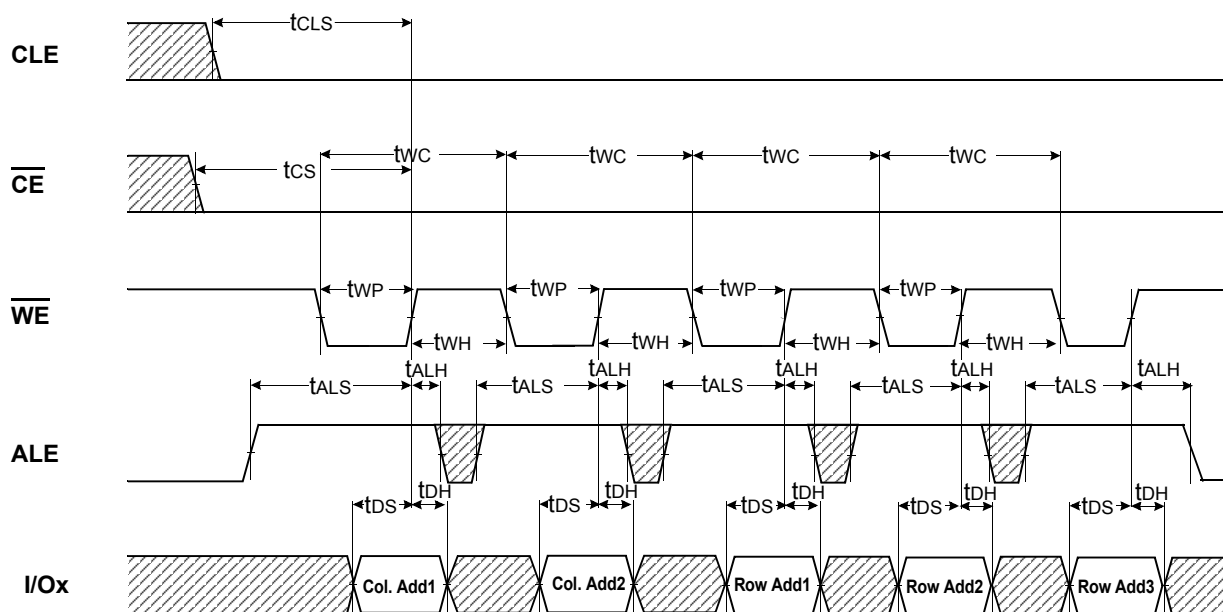 tCLS
CLE
tWC tWC tWC tWC
tCS
CE
tWP tWP tWP tWP
WE
tWH tWH tWH tWH
tALH tALH tALH tALH tALH
tALS tALS tALS tALS tALS
ALE
tDH tDH tDH tDH tDH
tDS tDS tDS tDS tDS
I/Ox Col. Add1 Col. Add2 Row Add1 Row Add2 Row Add3